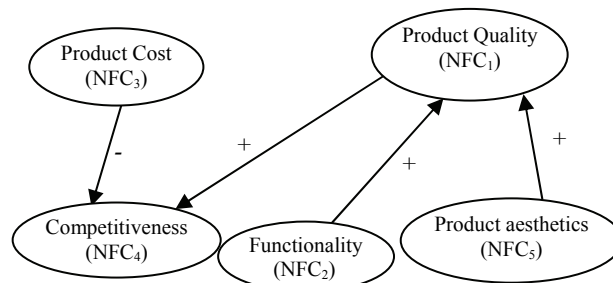 Product Cost
(NFC₃)
Product Quality
(NFC₁)
-
+
+
+
Competitiveness
(NFC₄)
Functionality
(NFC₂)
Product aesthetics
(NFC₅)